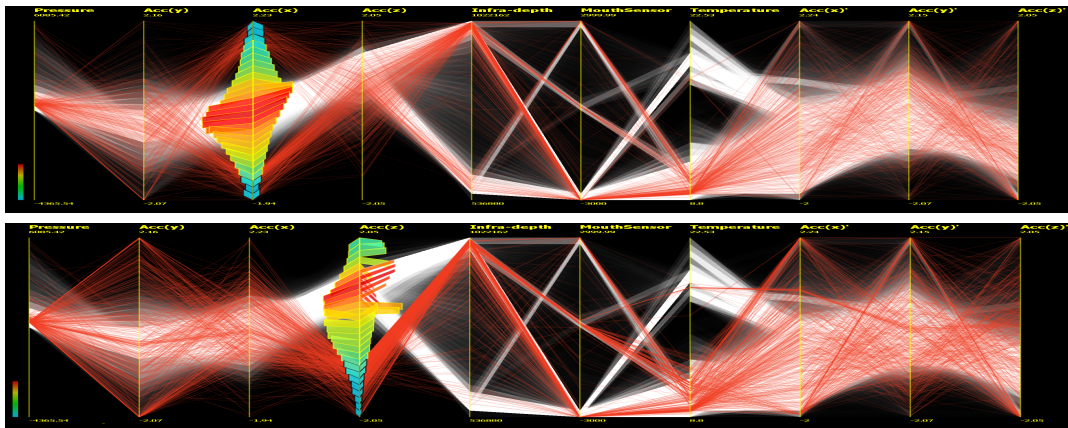 Pressure Acc(y) Acc(x) Acc(z) Infra-depth MouthSensor Temperature Acc(x)' Acc(y)' Acc(z)'
6085.42 2.16 2.23 2.05 1022162 2999.99 22.53 2.24 2.15 2.05
-4365.54 -2.07 -1.94 -2.05 536800 -3000 8.8 -2 -2.07 -2.05
Pressure Acc(y) Acc(x) Acc(z) Infra-depth MouthSensor Temperature Acc(x)' Acc(y)' Acc(z)'
6085.42 2.16 2.23 2.05 1022162 2999.99 22.53 2.24 2.15 2.05
-4365.54 -2.07 -1.94 -2.05 536800 -3000 8.8 -2 -2.07 -2.05